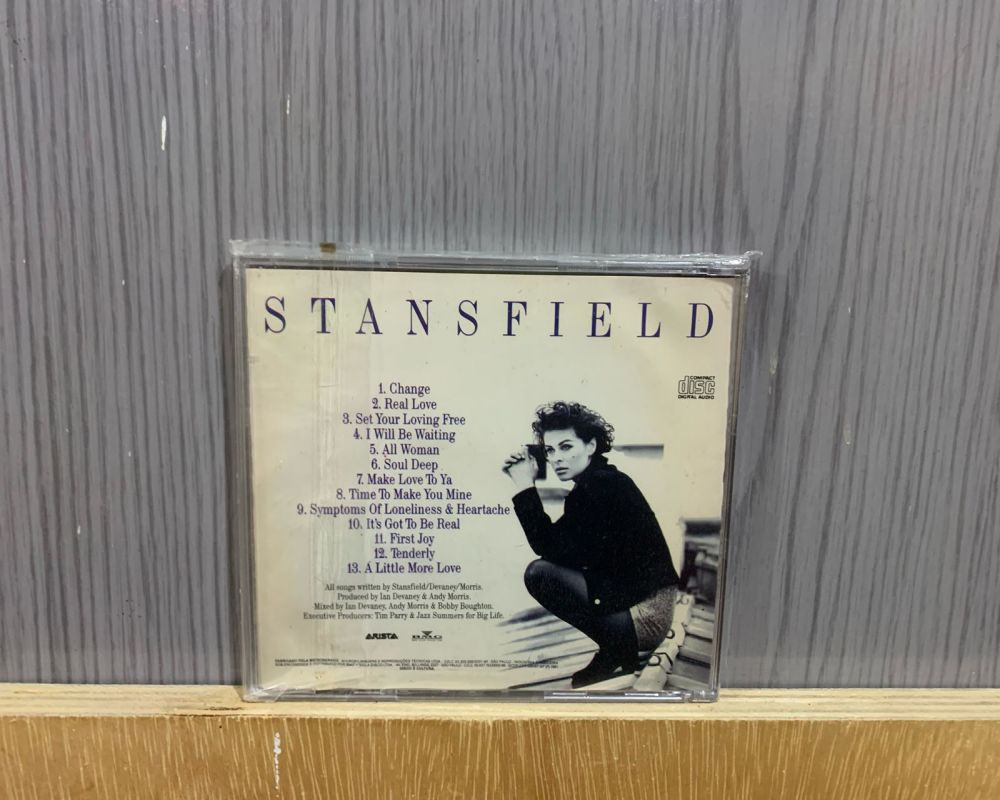 STANSFIELD
COMPACT
disc
DIGITAL AUDIO
1. Change
2. Real Love
3. Set Your Loving Free
4. I Will Be Waiting
5. All Woman
6. Soul Deep
7. Make Love To Ya
8. Time To Make You Mine
9. Symptoms Of Loneliness & Heartache
10. It's Got To Be Real
11. First Joy
12. Tenderly
13. A Little More Love
All songs written by Stansfield/Devaney/Morris.
Produced by Ian Devaney & Andy Morris.
Mixed by Ian Devaney, Andy Morris & Bobby Boughton.
Executive Producers: Tim Parry & Jazz Summers for Big Life.
ARISTA BMG